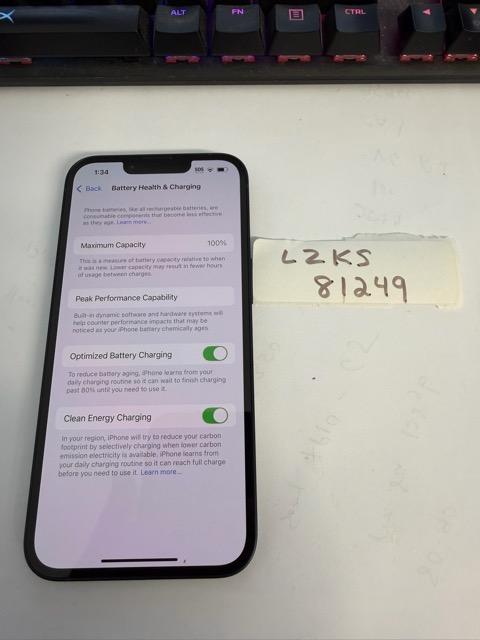 ALT
FN
CTRL
1:34
SOS
Back
Battery Health & Charging
Phone batteries, like all rechargeable batteries, are
consumable components that become less effective
as they age. Learn more...
Maximum Capacity 100%
This is a measure of battery capacity relative to when
it was new. Lower capacity may result in fewer hours
of usage between charges.
Peak Performance Capability
Built-in dynamic software and hardware systems will
help counter performance impacts that may be
noticed as your iPhone battery chemically ages.
Optimized Battery Charging
To reduce battery aging, iPhone learns from your
daily charging routine so it can wait to finish charging
past 80% until you need to use it.
Clean Energy Charging
In your region, iPhone will try to reduce your carbon
footprint by selectively charging when lower carbon
emission electricity is available. iPhone learns from
your daily charging routine so it can reach full charge
before you need to use it. Learn more...
LZKS
81249